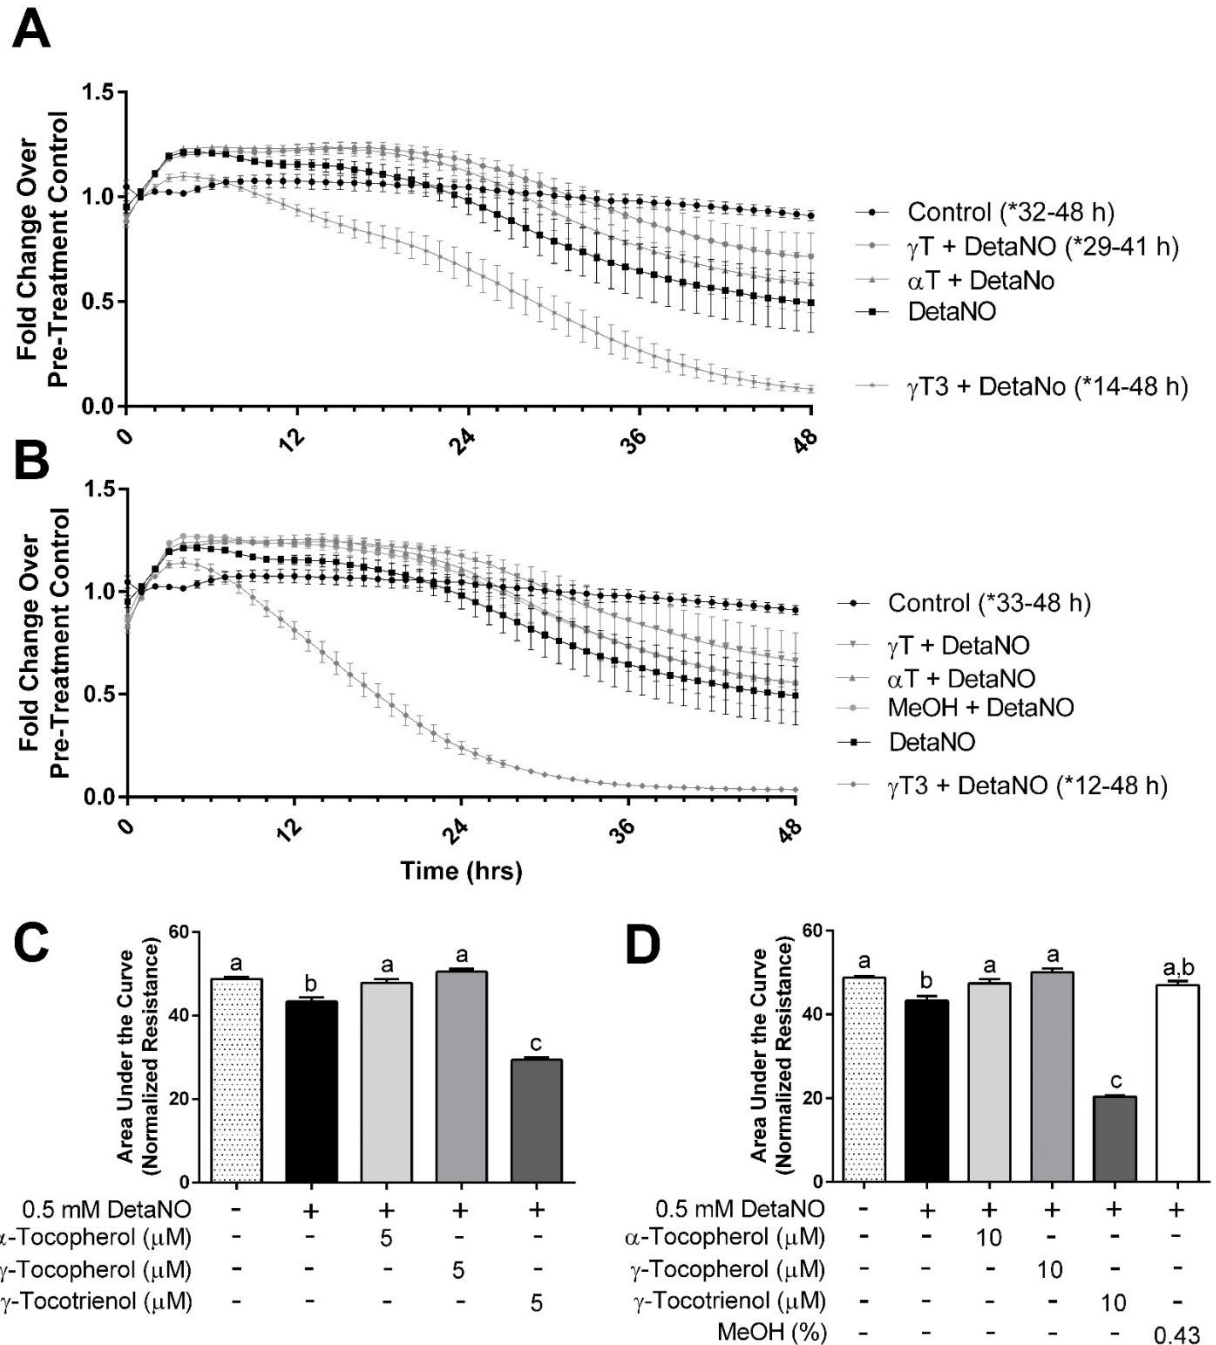 A
1.5
1.0
0.5
0.0
Fold Change Over
Pre-Treatment Control
0 12 24 36 48
Control (*32-48 h)
γT + DetaNO (*29-41 h)
αT + DetaNo
DetaNO
γT3 + DetaNo (*14-48 h)
B
1.5
1.0
0.5
0.0
Fold Change Over
Pre-Treatment Control
0 12 24 36 48
Time (hrs)
Control (*33-48 h)
γT + DetaNO
αT + DetaNO
MeOH + DetaNO
DetaNO
γT3 + DetaNO (*12-48 h)
C
60
40
20
0
Area Under the Curve
(Normalized Resistance)
a b a a c
0.5 mM DetaNO - + + + +
α-Tocopherol (μM) - - 5 - -
γ-Tocopherol (μM) - - - 5 -
γ-Tocotrienol (μM) - - - - 5
D
60
40
20
0
Area Under the Curve
(Normalized Resistance)
a b a a c a,b
0.5 mM DetaNO - + + + + +
α-Tocopherol (μM) - - 10 - - -
γ-Tocopherol (μM) - - - 10 - -
γ-Tocotrienol (μM) - - - - 10 -
MeOH (%) - - - - - 0.43